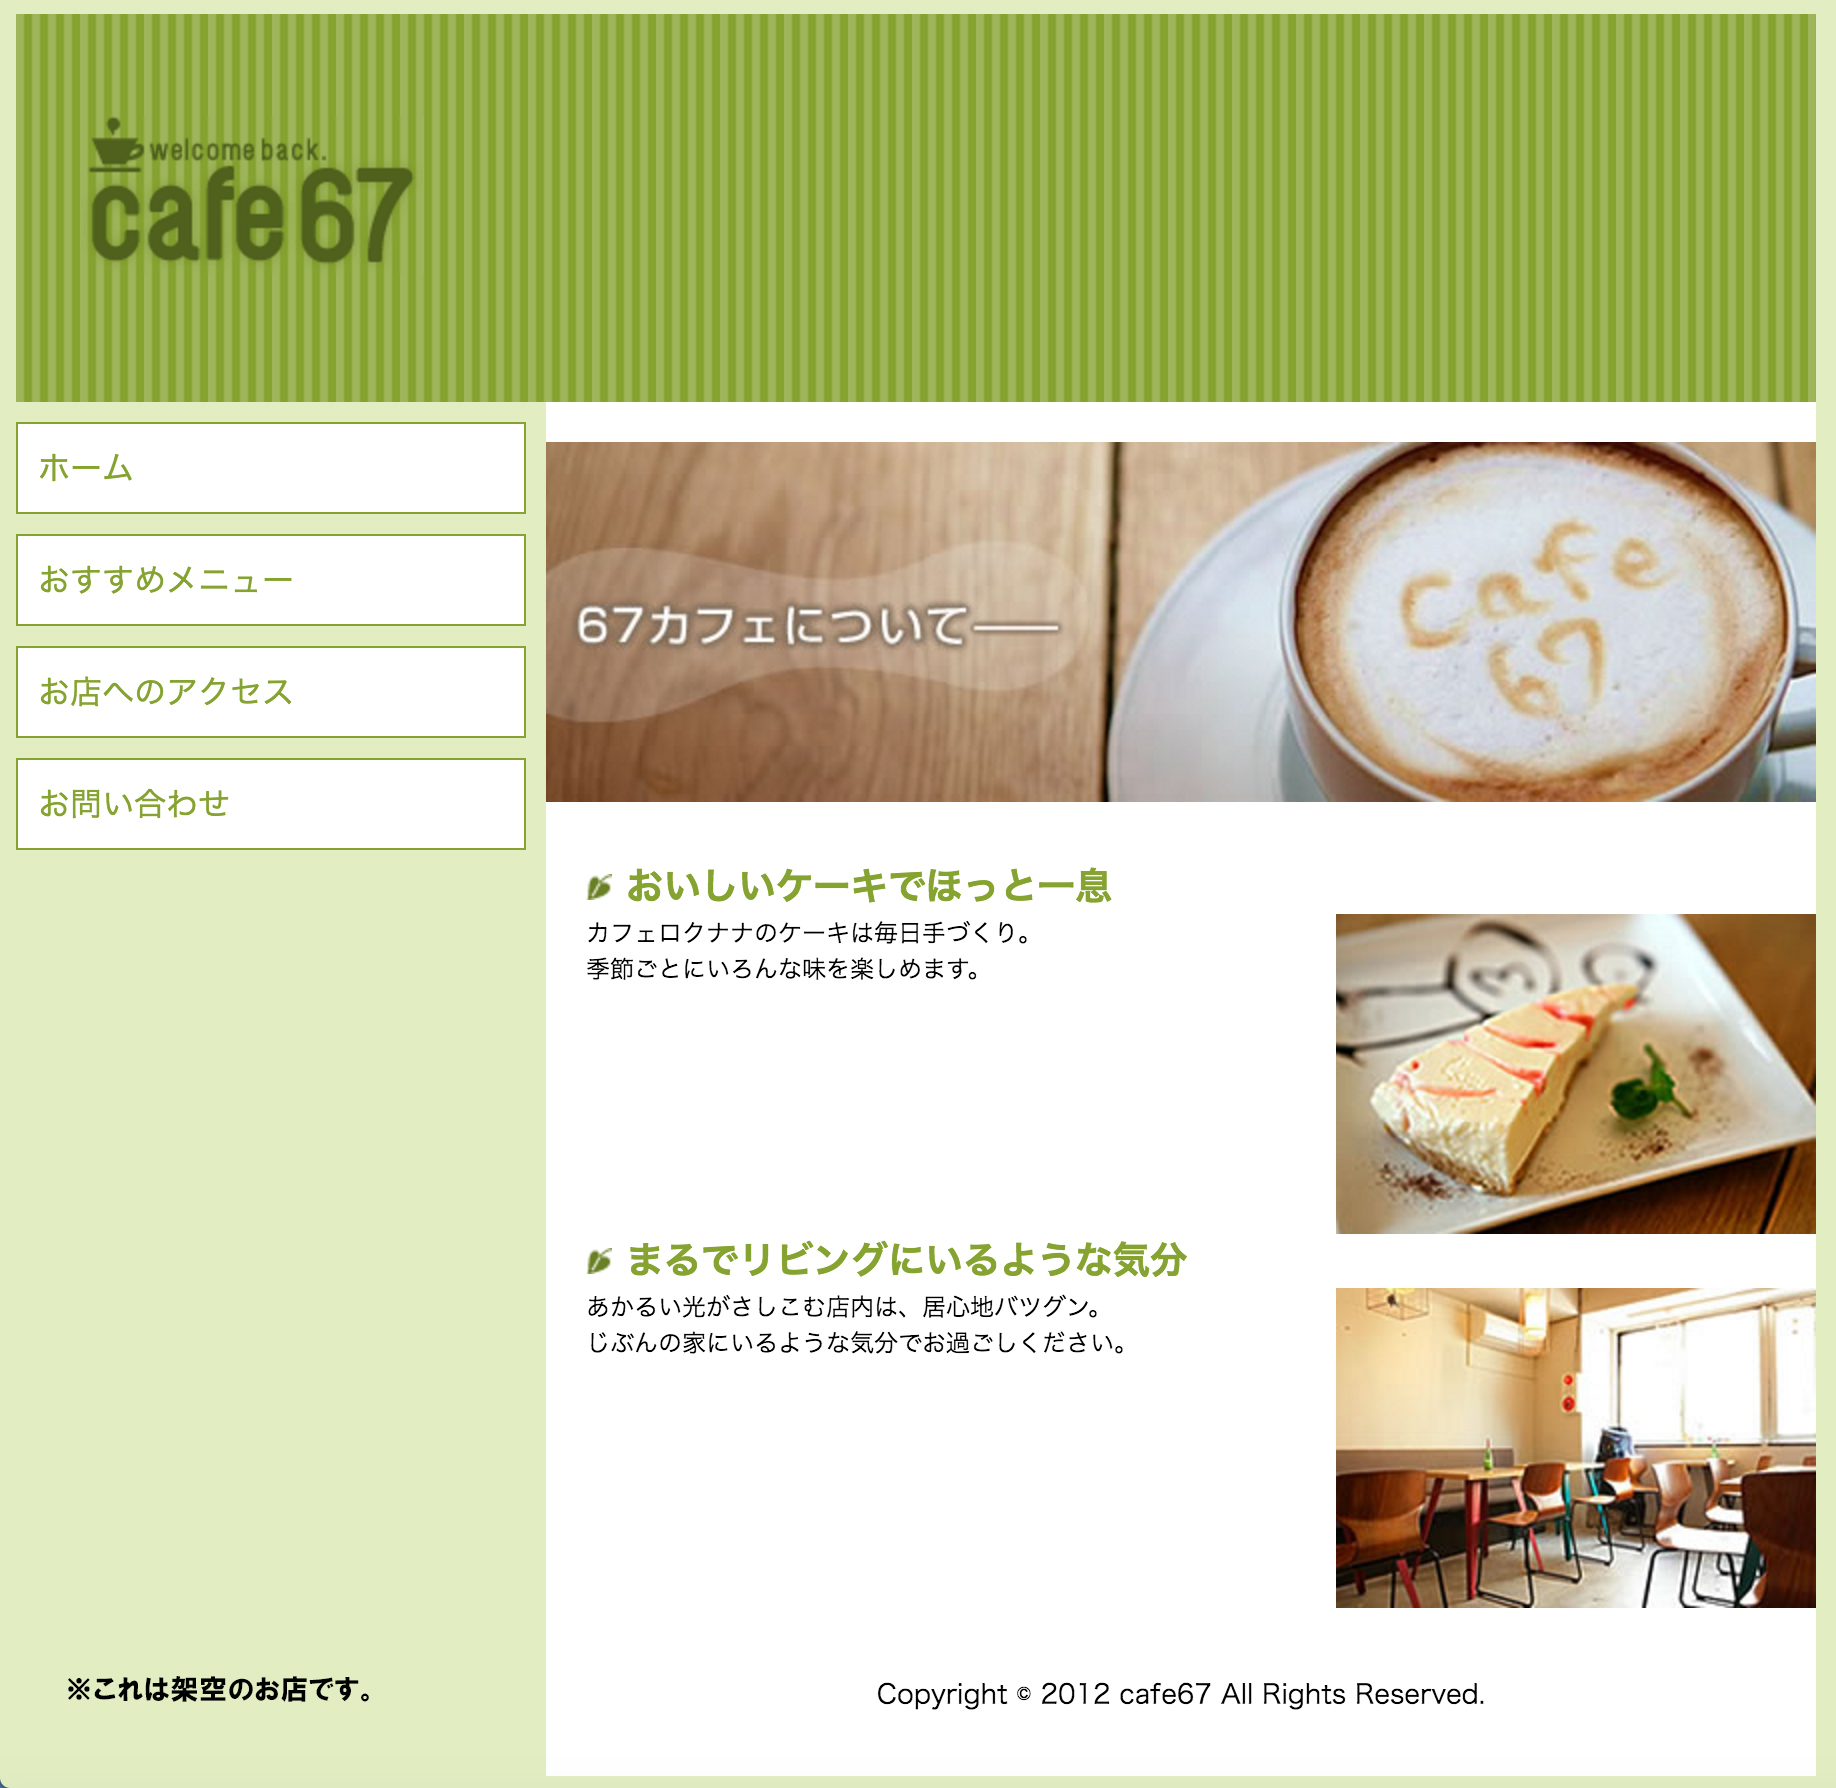 welcome back.
cafe67
ホーム
おすすめメニュー
お店へのアクセス
お問い合わせ
67カフェについて──
cafe
67
おいしいケーキでほっと一息
カフェロクナナのケーキは毎日手づくり。
季節ごとにいろんな味を楽しめます。
まるでリビングにいるような気分
あかるい光がさしこむ店内は、居心地バツグン。
じぶんの家にいるような気分でお過ごしください。
※これは架空のお店です。
Copyright © 2012 cafe67 All Rights Reserved.